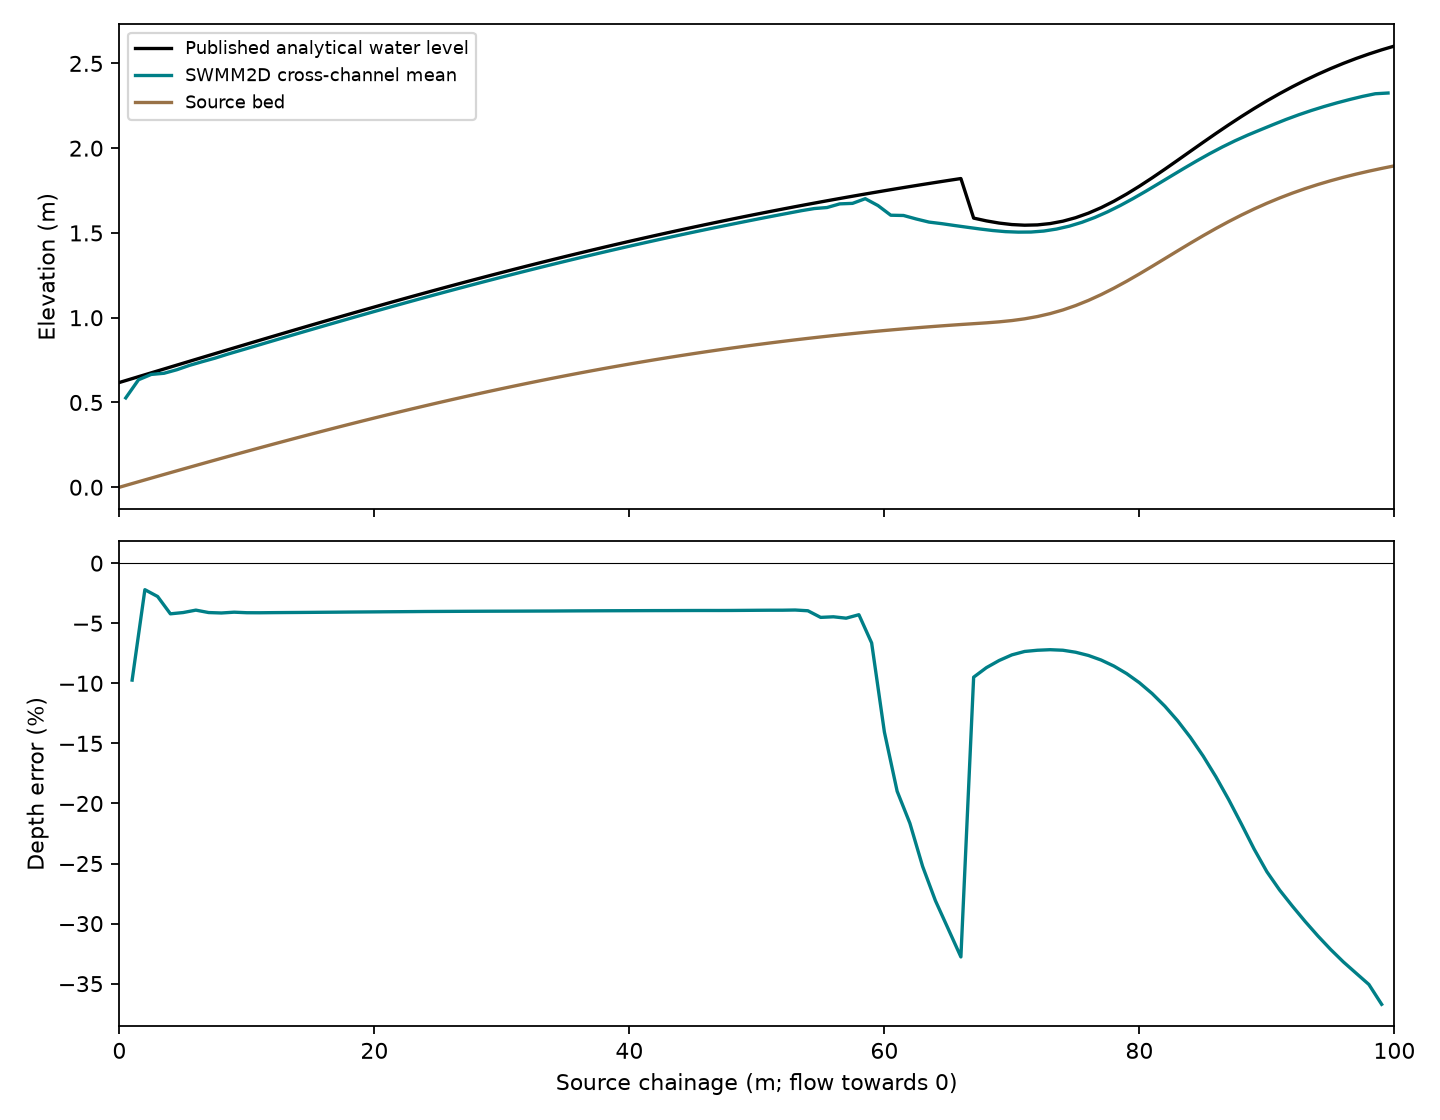 Published analytical water level
SWMM2D cross-channel mean
Source bed
Elevation (m)
2.5
2.0
1.5
1.0
0.5
0.0
Depth error (%)
0
−5
−10
−15
−20
−25
−30
−35
0 20 40 60 80 100
Source chainage (m; flow towards 0)